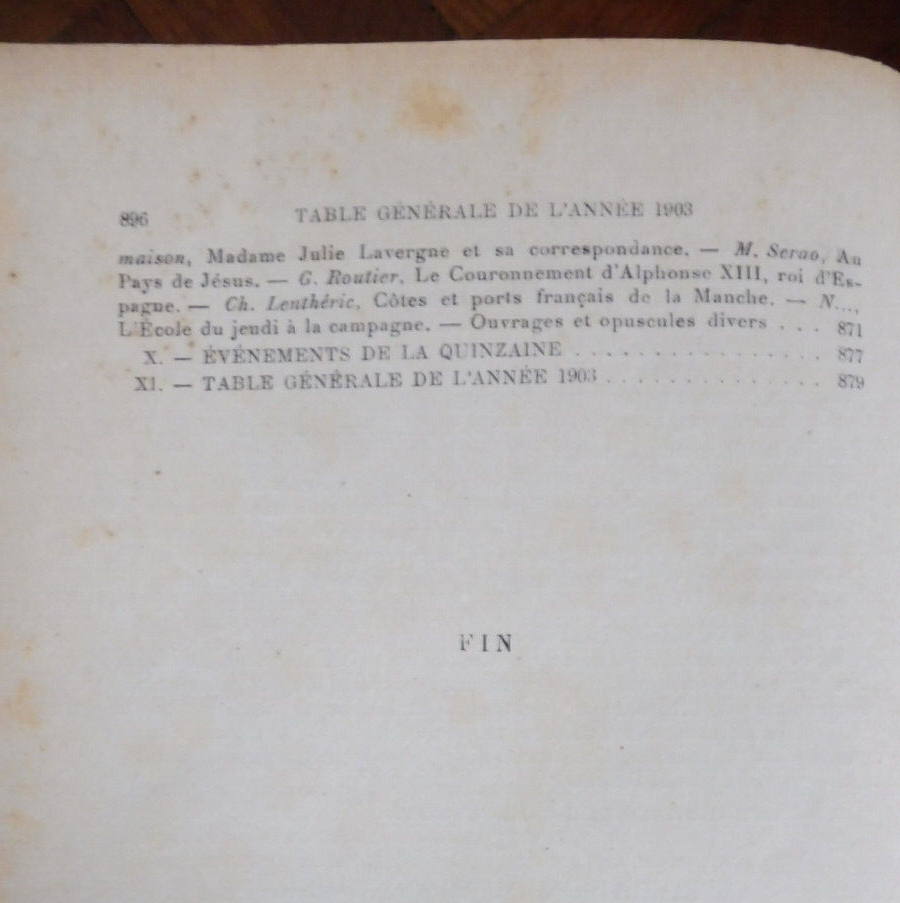 896 TABLE GÉNÉRALE DE L'ANNÉE 1903
maison, Madame Julie Lavergne et sa correspondance. — M. Serao, Au
Pays de Jésus. — G. Routier, Le Couronnement d'Alphonse XIII, roi d'Es-
pagne. — Ch. Lenthéric, Côtes et ports français de la Manche. — N...,
L'École du jeudi à la campagne. — Ouvrages et opuscules divers . . . 871
X. — ÉVÉNEMENTS DE LA QUINZAINE . . . . . . . . . . . . . . . . 877
XI. — TABLE GÉNÉRALE DE L'ANNÉE 1903 . . . . . . . . . . . . . . 879
FIN